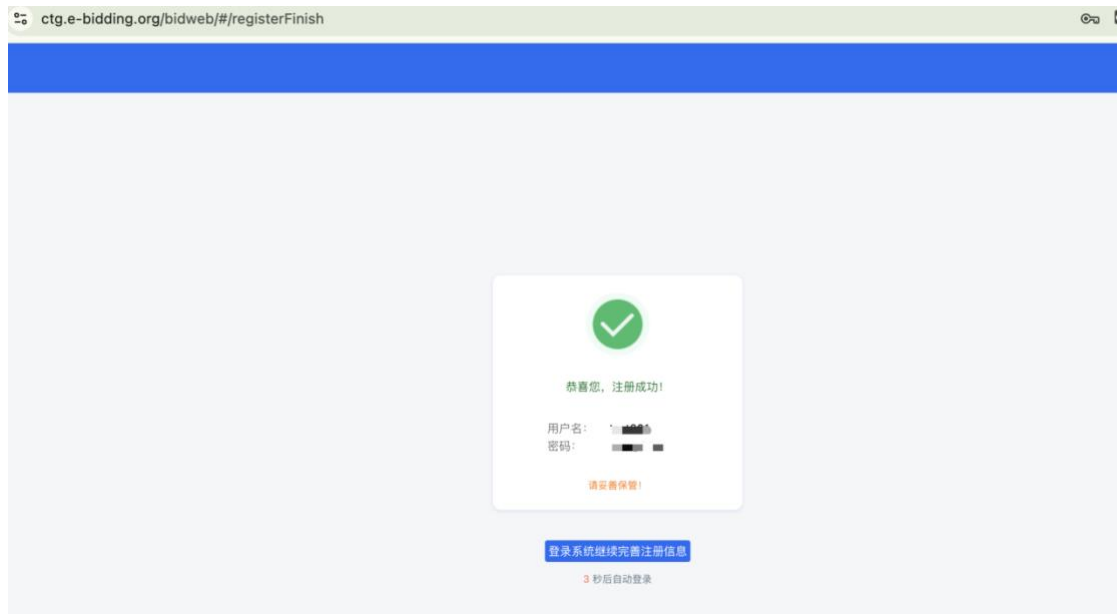 ctg.e-bidding.org/bidweb/#/registerFinish
恭喜您，注册成功！
用户名：
密码：
请妥善保管！
登录系统继续完善注册信息
3 秒后自动登录